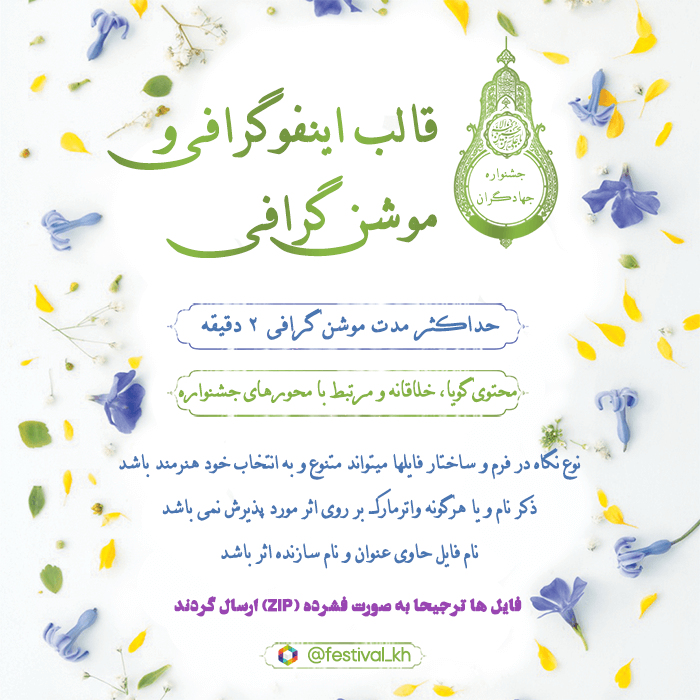 قالب اینفوگرافی و
موشن گرافی
جشنواره
جهادگران
حداکثر مدت موشن گرافی ۲ دقیقه
محتوی گویا، خلاقانه و مرتبط با محورهای جشنواره
نوع نگاه در فرم و ساختار فایلها میتواند متنوع و به انتخاب خود هنرمند باشد
ذکر نام و یا هرگونه واترمارک بر روی اثر مورد پذیرش نمی باشد
نام فایل حاوی عنوان و نام سازنده اثر باشد
فایل ها ترجیحا به صورت فشرده (ZIP) ارسال گردند
@festival_kh